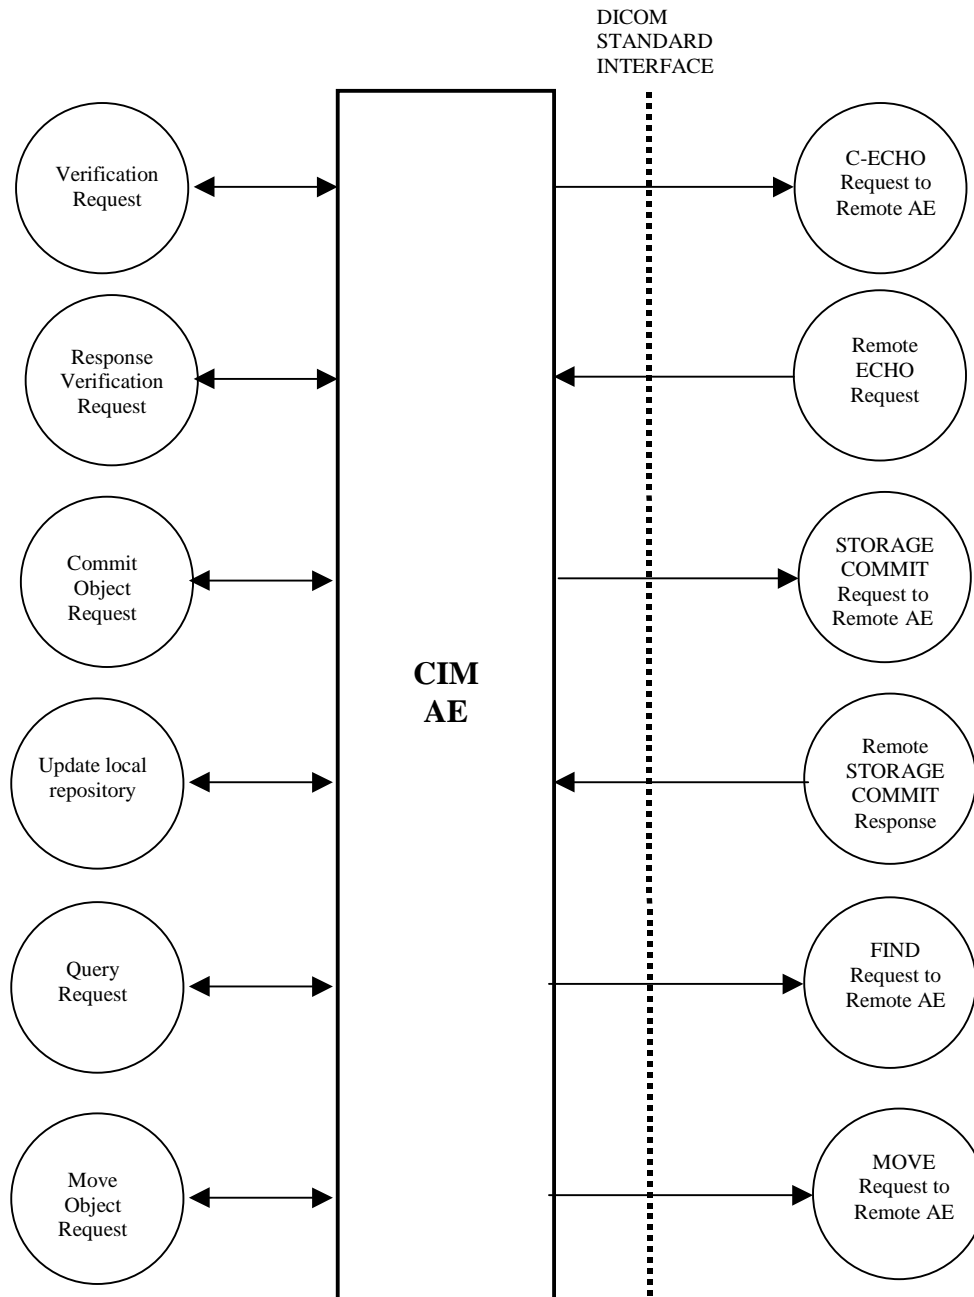 DICOM
STANDARD
INTERFACE
Verification
Request
C-ECHO
Request to
Remote AE
Response
Verification
Request
Remote
ECHO
Request
Commit
Object
Request
STORAGE
COMMIT
Request to
Remote AE
CIM
AE
Update local
repository
Remote
STORAGE
COMMIT
Response
Query
Request
FIND
Request to
Remote AE
Move
Object
Request
MOVE
Request to
Remote AE